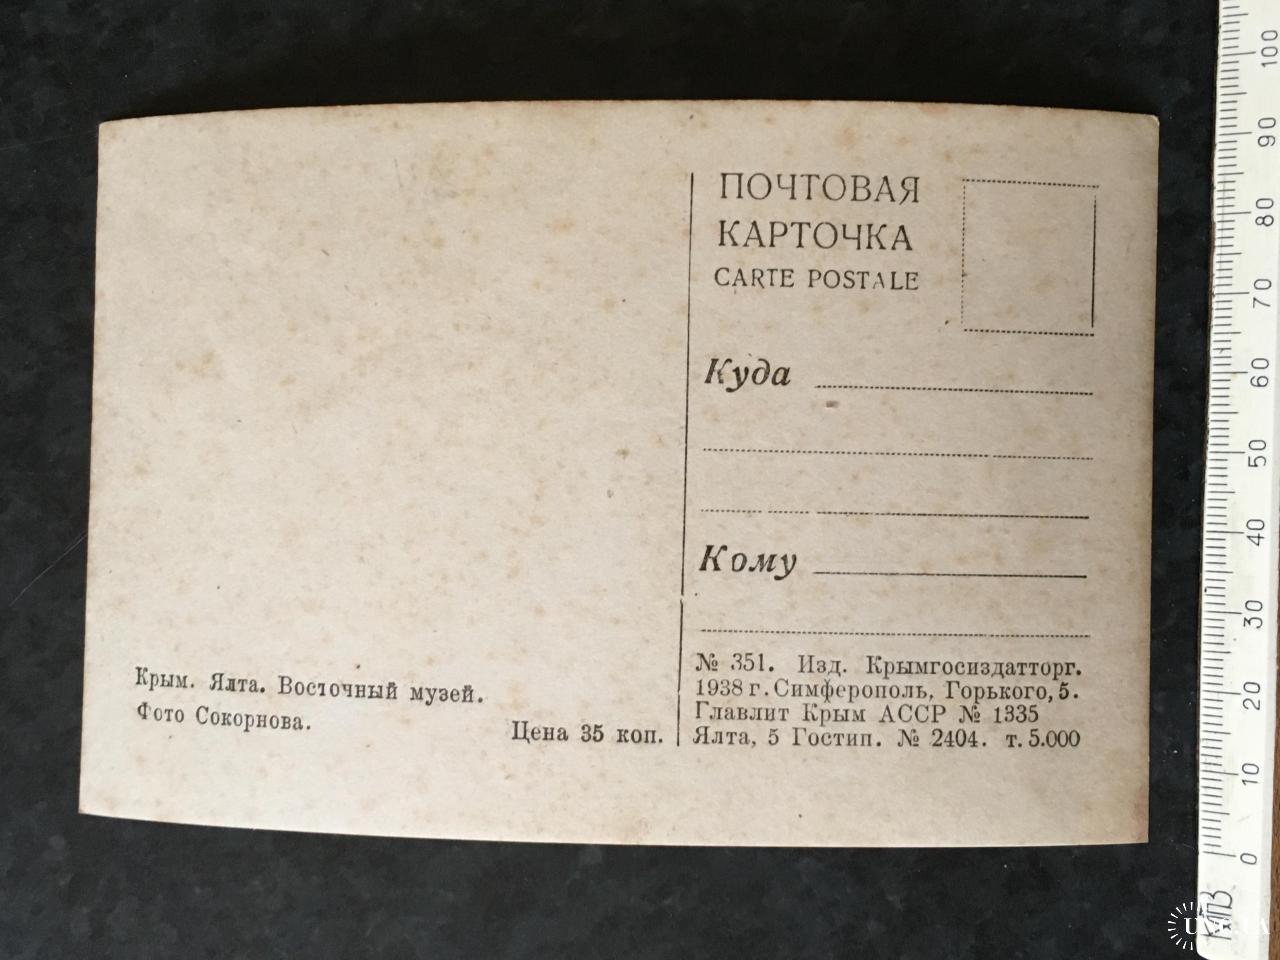 ПОЧТОВАЯ
КАРТОЧКА
CARTE POSTALE
Куда
Кому
Крым. Ялта. Восточный музей.
Фото Сокорнова.
Цена 35 коп.
№ 351. Изд. Крымгосиздатторг.
1938 г. Симферополь, Горького, 5.
Главлит Крым АССР № 1335
Ялта, 5 Гостип. № 2404. т. 5.000
100
90
80
70
60
50
40
30
20
10
0